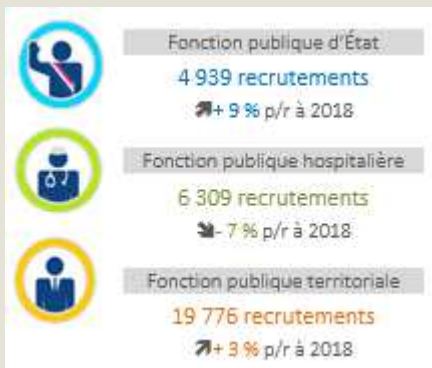 Fonction publique d'État
4 939 recrutements
+ 9 % p/r à 2018
Fonction publique hospitalière
6 309 recrutements
- 7 % p/r à 2018
Fonction publique territoriale
19 776 recrutements
+ 3 % p/r à 2018